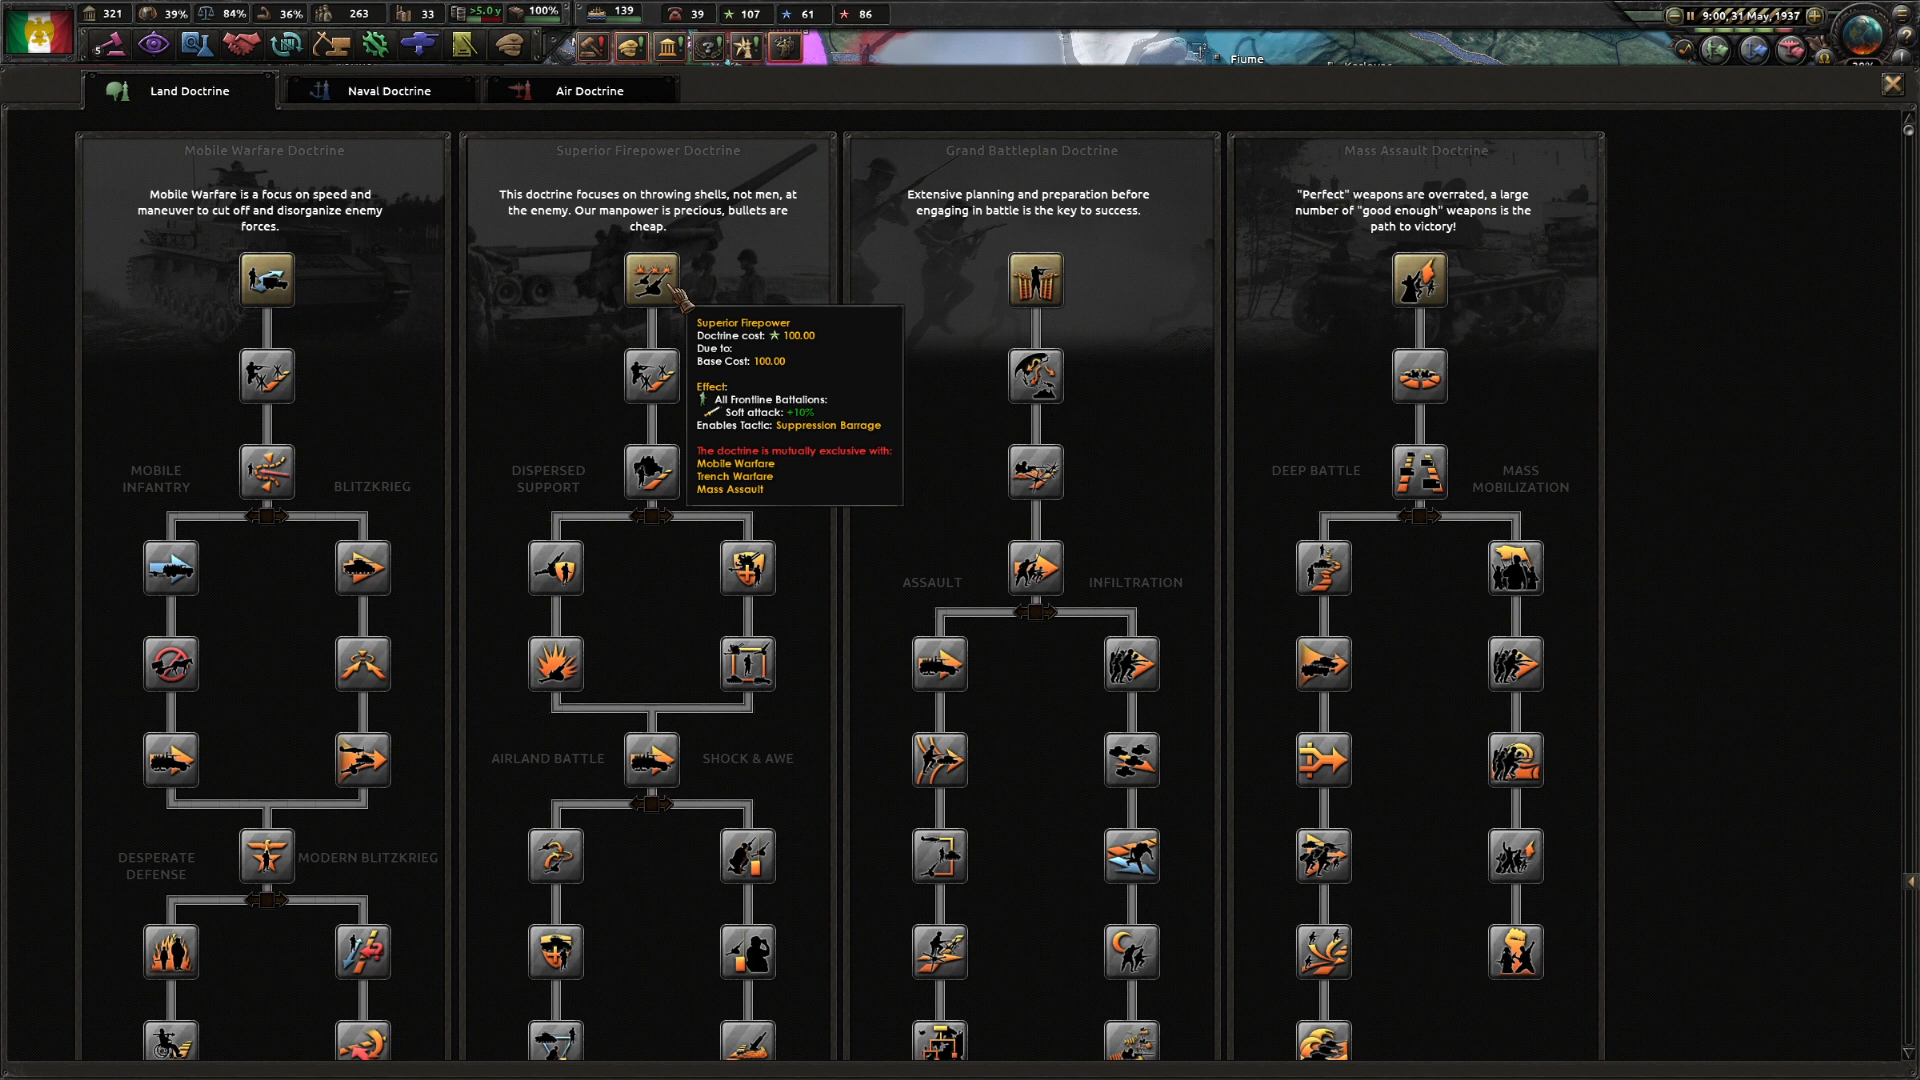 321
39%
84%
36%
263
33
>5.0 y
100%
139
39
107
61
86
9:00, 31 May, 1937
5
Fiume
Land Doctrine
Naval Doctrine
Air Doctrine
Mobile Warfare Doctrine
Mobile Warfare is a focus on speed and
maneuver to cut off and disorganize enemy
forces.
MOBILE
INFANTRY
BLITZKRIEG
DESPERATE
DEFENSE
MODERN BLITZKRIEG
Superior Firepower Doctrine
This doctrine focuses on throwing shells, not men, at
the enemy. Our manpower is precious, bullets are
cheap.
Superior Firepower
Doctrine cost: 100.00
Due to:
Base Cost: 100.00
Effect:
All Frontline Battalions:
Soft attack: +10%
Enables Tactic: Suppression Barrage
The doctrine is mutually exclusive with:
Mobile Warfare
Trench Warfare
Mass Assault
DISPERSED
SUPPORT
AIRLAND BATTLE
SHOCK & AWE
Grand Battleplan Doctrine
Extensive planning and preparation before
engaging in battle is the key to success.
ASSAULT
INFILTRATION
Mass Assault Doctrine
"Perfect" weapons are overrated, a large
number of "good enough" weapons is the
path to victory!
DEEP BATTLE
MASS
MOBILIZATION